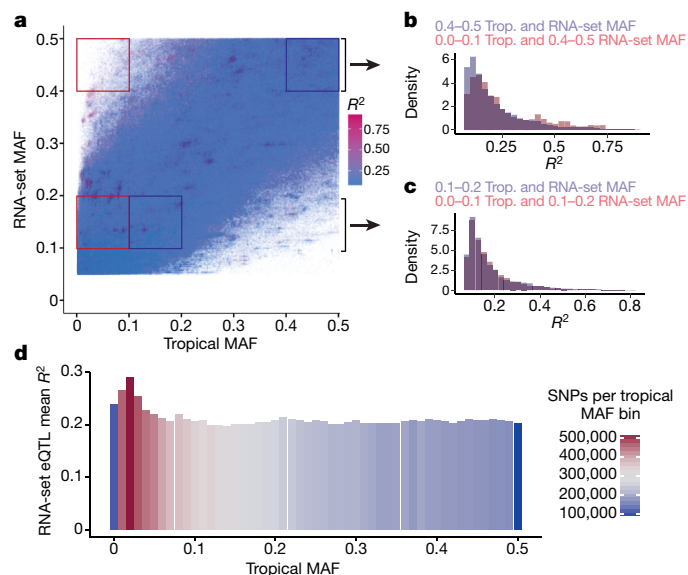 a
0.5
0.4
0.3
0.2
0.1
0
RNA-set MAF
0
0.1
0.2
0.3
0.4
0.5
Tropical MAF
R²
0.75
0.50
0.25
b
0.4–0.5 Trop. and RNA-set MAF
0.0–0.1 Trop. and 0.4–0.5 RNA-set MAF
6
4
2
0
Density
0.25
0.5
0.75
R²
c
0.1–0.2 Trop. and RNA-set MAF
0.0–0.1 Trop. and 0.1–0.2 RNA-set MAF
7.5
5.0
2.5
0
Density
0.2
0.4
0.6
0.8
R²
d
0.3
0.2
0.1
0
RNA-set eQTL mean R²
0
0.1
0.2
0.3
0.4
0.5
Tropical MAF
SNPs per tropical
MAF bin
500,000
400,000
300,000
200,000
100,000